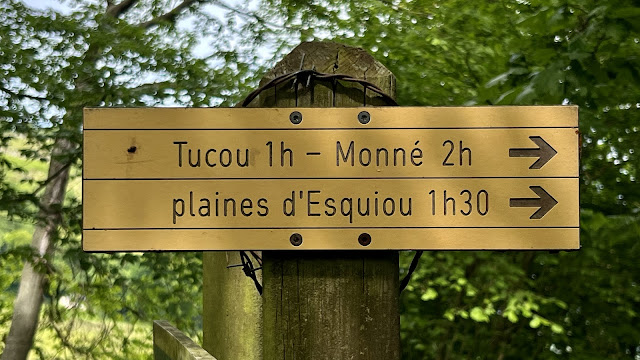 Tucou 1h – Monné 2h →
plaines d'Esquiou 1h30 →